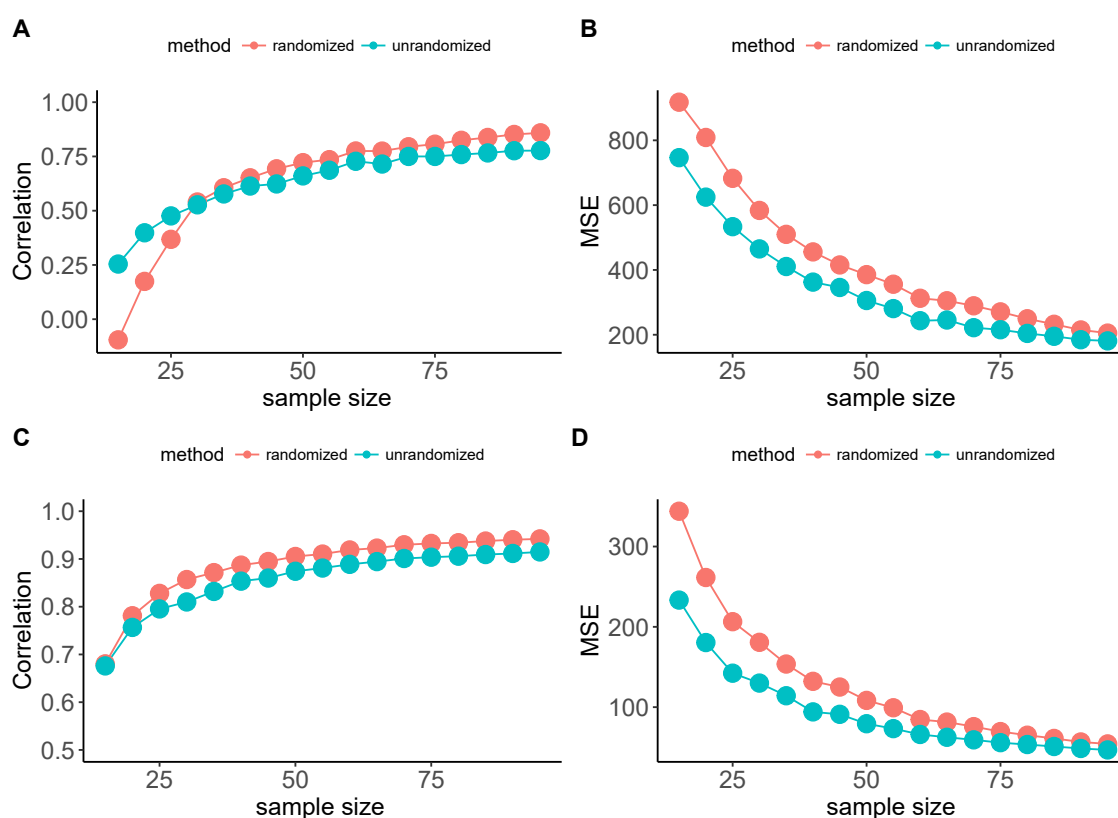 A
method randomized unrandomized
1.00
0.75
0.50
0.25
0.00
Correlation
25 50 75
sample size
B
method randomized unrandomized
800
600
400
200
MSE
25 50 75
sample size
C
method randomized unrandomized
1.0
0.9
0.8
0.7
0.6
0.5
Correlation
25 50 75
sample size
D
method randomized unrandomized
300
200
100
MSE
25 50 75
sample size